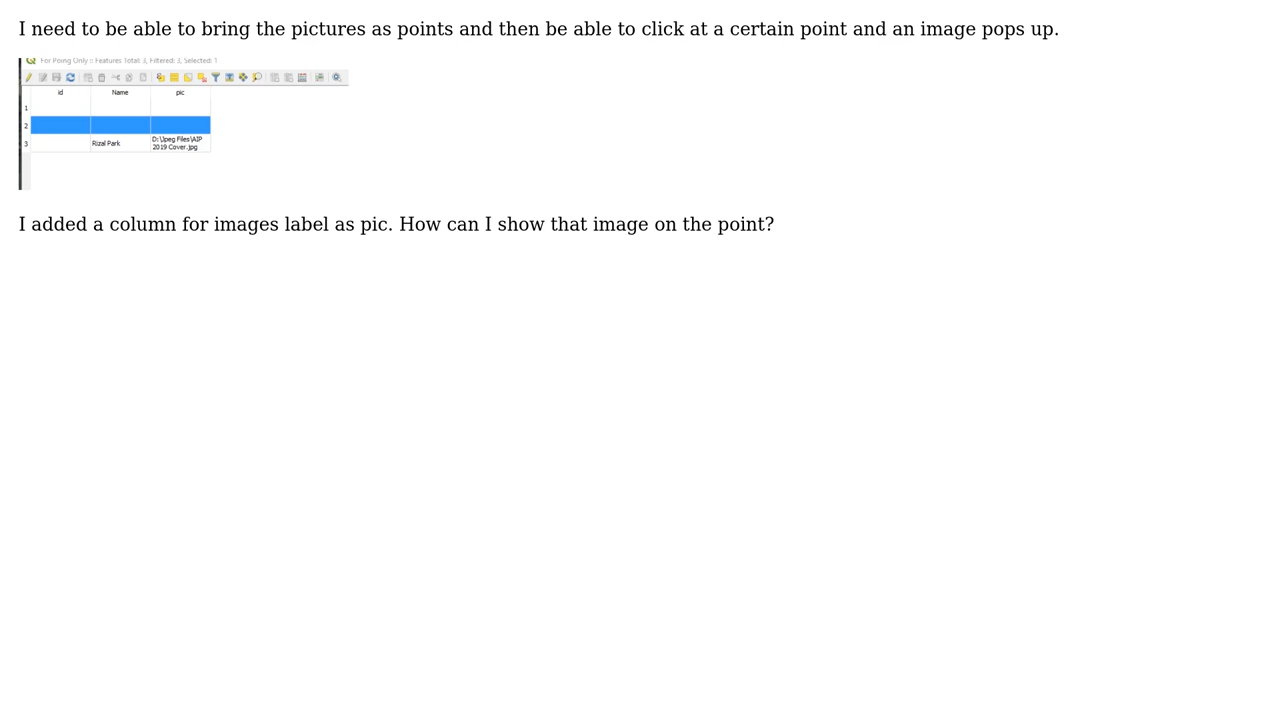 I need to be able to bring the pictures as points and then be able to click at a certain point and an image pops up.
For Poing Only :: Features Total: 3, Filtered: 3, Selected: 1
id Name pic
1
2
3 Rizal Park D:\Jpeg Files\AIP
2019 Cover.jpg
I added a column for images label as pic. How can I show that image on the point?